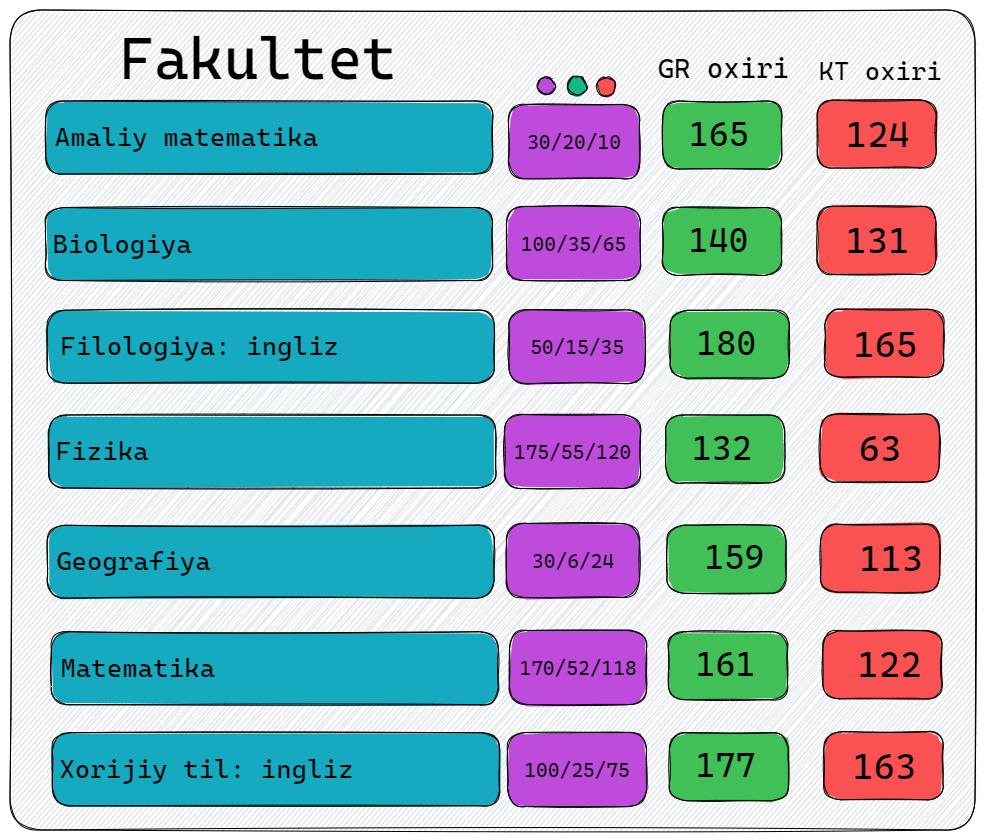 Fakultet
GR oxiri
KT oxiri
Amaliy matematika 30/20/10 165 124
Biologiya 100/35/65 140 131
Filologiya: ingliz 50/15/35 180 165
Fizika 175/55/120 132 63
Geografiya 30/6/24 159 113
Matematika 170/52/118 161 122
Xorijiy til: ingliz 100/25/75 177 163